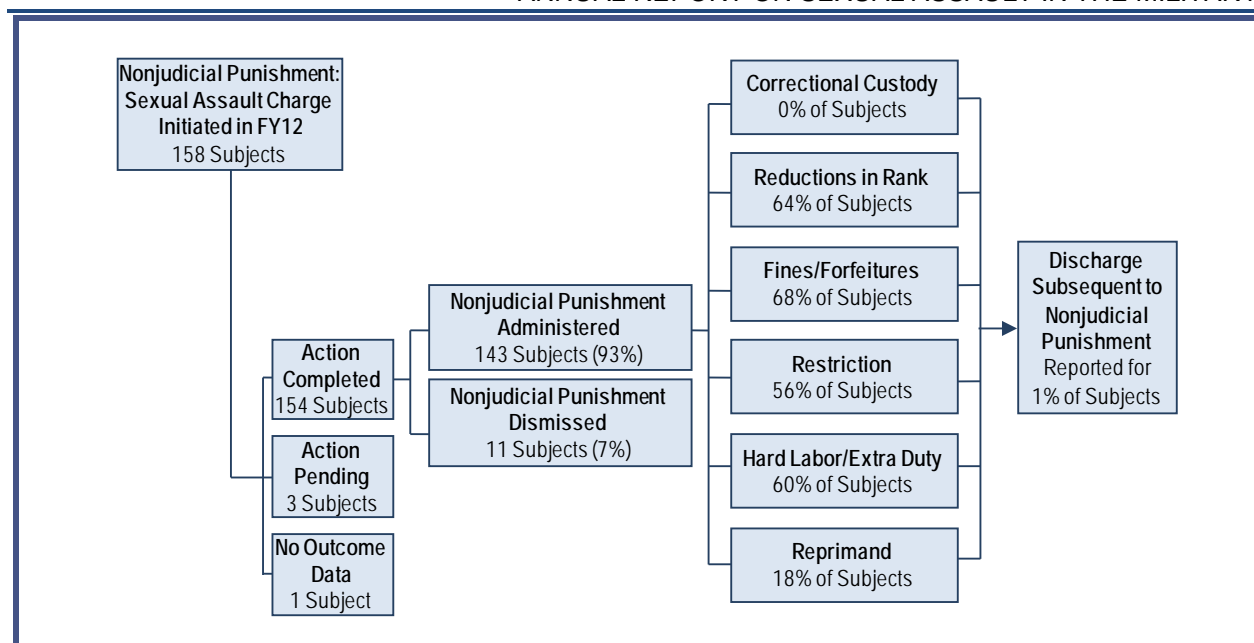 Nonjudicial Punishment:
Sexual Assault Charge
Initiated in FY12
158 Subjects
Action
Completed
154 Subjects
Action
Pending
3 Subjects
No Outcome
Data
1 Subject
Nonjudicial Punishment
Administered
143 Subjects (93%)
Nonjudicial Punishment
Dismissed
11 Subjects (7%)
Correctional Custody
0% of Subjects
Reductions in Rank
64% of Subjects
Fines/Forfeitures
68% of Subjects
Restriction
56% of Subjects
Hard Labor/Extra Duty
60% of Subjects
Reprimand
18% of Subjects
Discharge
Subsequent to
Nonjudicial
Punishment
Reported for
1% of Subjects